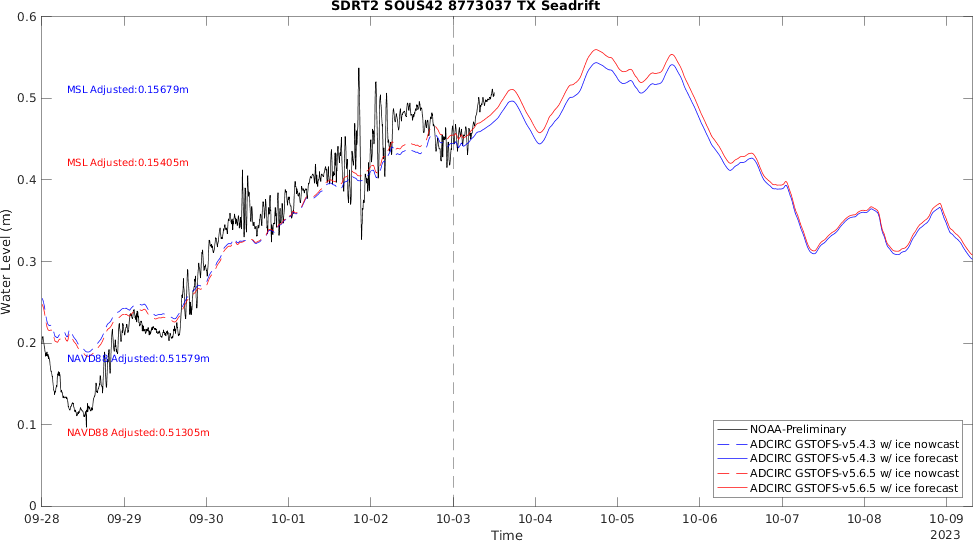 SDRT2 SOUS42 8773037 TX Seadrift
0.6
0.5
0.4
0.3
0.2
0.1
0
Water Level (m)
MSL Adjusted:0.15679m
MSL Adjusted:0.15405m
NAVD88 Adjusted:0.51579m
NAVD88 Adjusted:0.51305m
NOAA-Preliminary
ADCIRC GSTOFS-v5.4.3 w/ ice nowcast
ADCIRC GSTOFS-v5.4.3 w/ ice forecast
ADCIRC GSTOFS-v5.6.5 w/ ice nowcast
ADCIRC GSTOFS-v5.6.5 w/ ice forecast
09-28 09-29 09-30 10-01 10-02 10-03 10-04 10-05 10-06 10-07 10-08 10-09
2023
Time